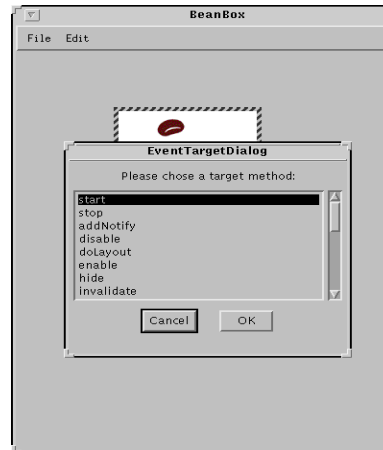 BeanBox
File Edit
EventTargetDialog
Please chose a target method:
start
stop
addNotify
disable
doLayout
enable
hide
invalidate
Cancel OK